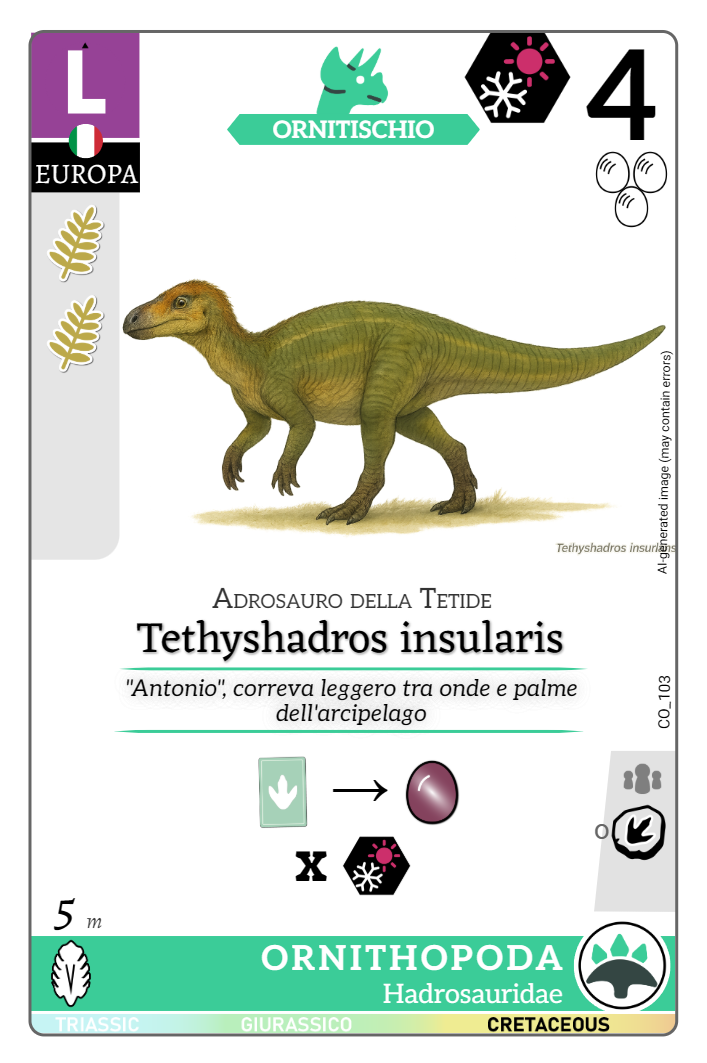 L
EUROPA
ORNITISCHIO
4
Tethyshadros insularis
AI-generated image (may contain errors)
ADROSAURO DELLA TETIDE
Tethyshadros insularis
"Antonio", correva leggero tra onde e palme
dell'arcipelago
CO_103
x
O
5 m
ORNITHOPODA
Hadrosauridae
TRIASSIC GIURASSICO CRETACEOUS